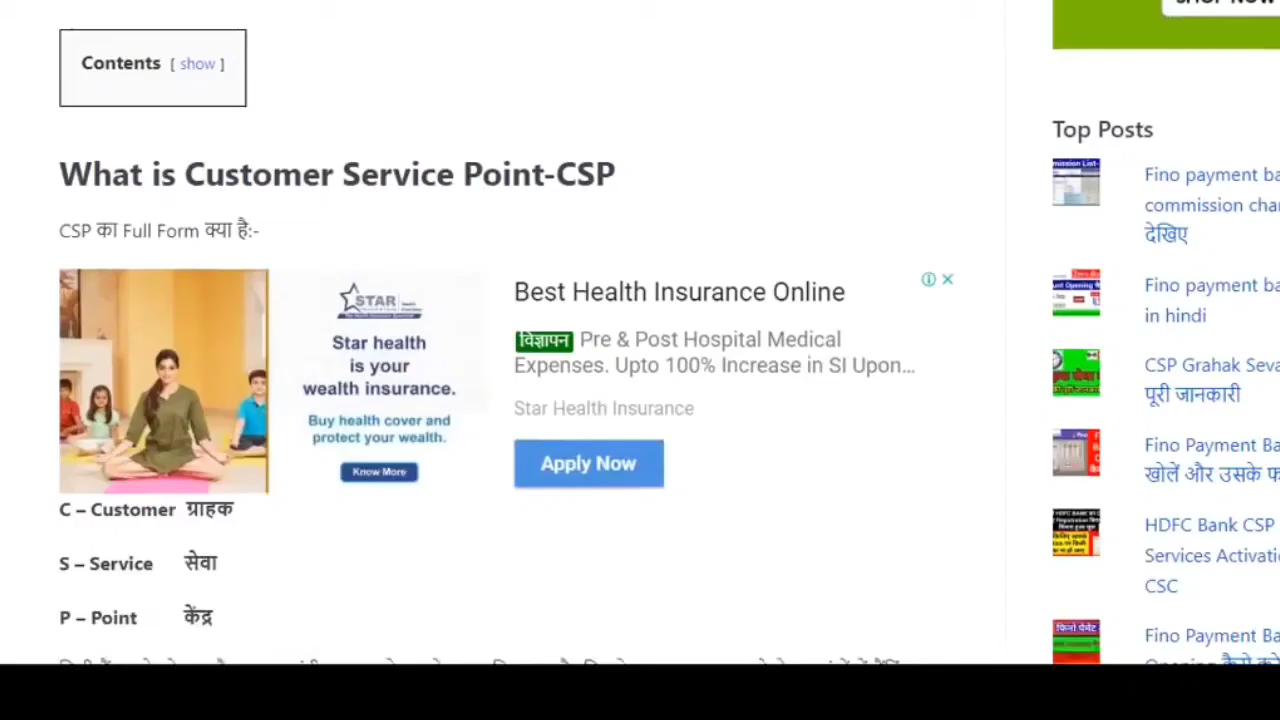 SHOP NOW
Contents [ show ]
What is Customer Service Point-CSP
CSP का Full Form क्या है:-
STAR
Star health
is your
wealth insurance.
Buy health cover and
protect your wealth.
Know More
Best Health Insurance Online
विज्ञापन Pre & Post Hospital Medical
Expenses. Upto 100% Increase in SI Upon...
Star Health Insurance
Apply Now
C – Customer ग्राहक
S – Service सेवा
P – Point केंद्र
Top Posts
Fino payment ba
commission cha
देखिए
Fino payment ba
in hindi
CSP Grahak Seva
पूरी जानकारी
Fino Payment Ba
खोलें और उसके
HDFC Bank CSP
Services Activati
CSC
Fino Payment Ba